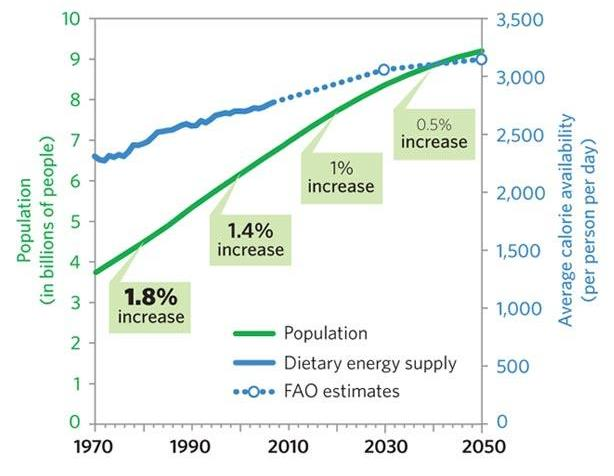 10
9
8
7
6
5
4
3
2
1
0
Population
(in billions of people)
3,500
3,000
2,500
2,000
1,500
1,000
500
0
Average calorie availability
(per person per day)
0.5%
increase
1%
increase
1.4%
increase
1.8%
increase
Population
Dietary energy supply
FAO estimates
1970 1990 2010 2030 2050